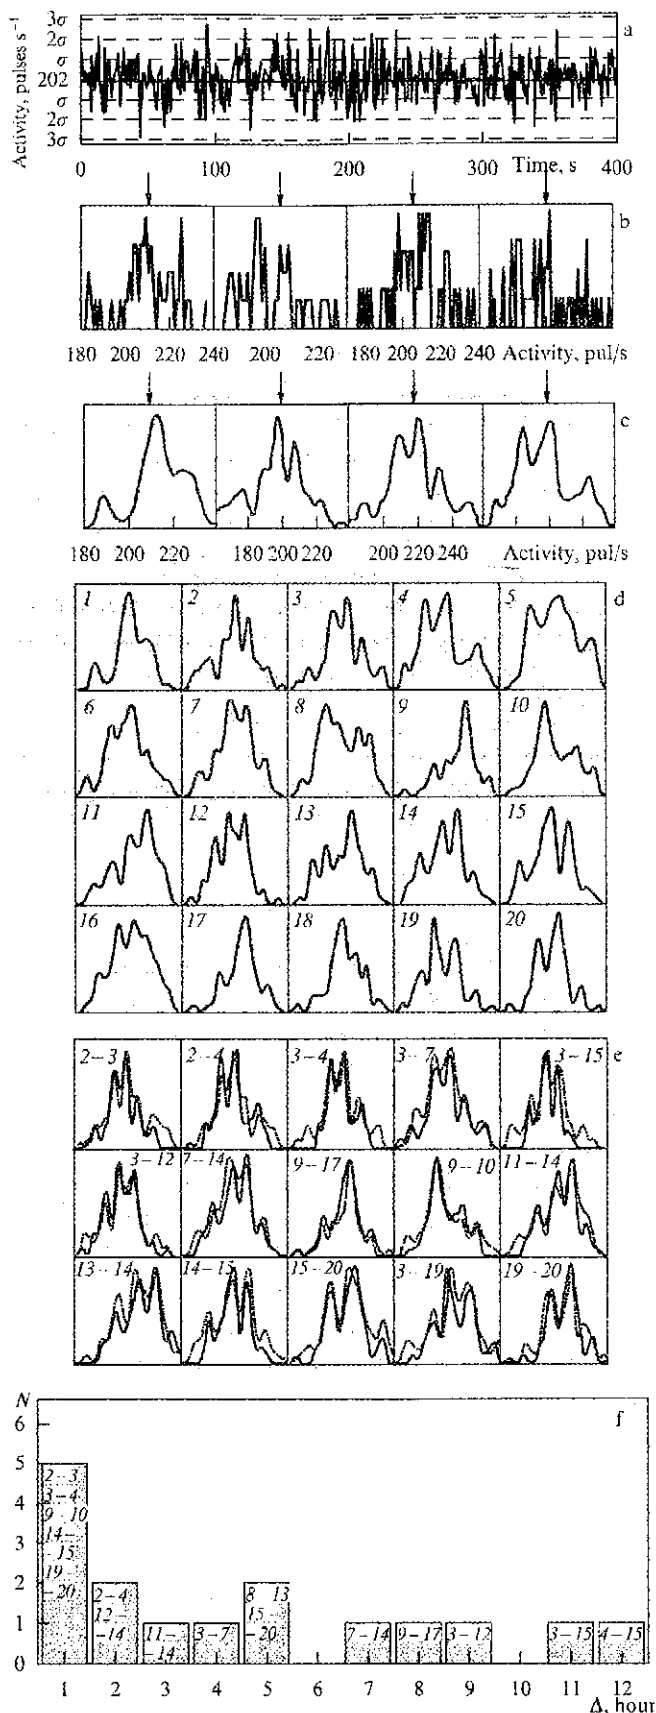 3σ
2σ
σ
202
σ
2σ
3σ
Activity, pulses s⁻¹
a
0 100 200 300 Time, s 400
b
180 200 220 240 200 220 180 200 220 240 Activity, pul/s
c
180 200 220 180 200 220 200 220 240 Activity, pul/s
1 2 3 4 5 d
6 7 8 9 10
11 12 13 14 15
16 17 18 19 20
2–3 2–4 3–4 3–7 3–15 e
3–12 7–14 9–17 9–10 11–14
13–14 14–15 15–20 3–19 19–20
N f
6
5
4
3
2
1
0
2–3
3–4
9–10
14–
–15
19–
–20
2–4
12–
–14
11–
–14
3–7
8 13
15–
–20
7–14
9–17
3–12
3–15
4–15
1 2 3 4 5 6 7 8 9 10 11 12
Δ, hour